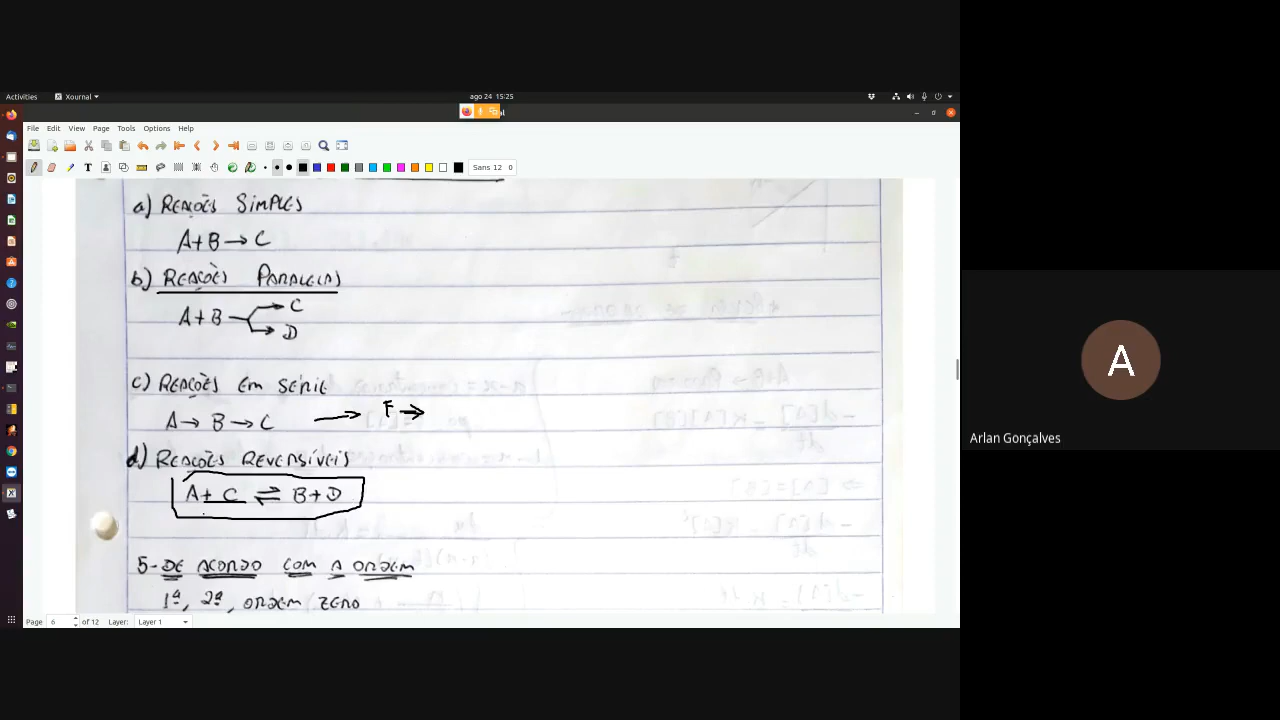 Activities Xournal ago 24 15:25
File Edit View Page Tools Options Help
T Sans 12 0
a) REAÇÕES SIMPLES
A+B → C
b) REAÇÕES PARALELAS
A+B → C
→ D
c) REAÇÕES EM SÉRIE
A → B → C → F →
d) REAÇÕES REVERSÍVEIS
A + C ⇌ B + D
5- DE ACORDO COM A ORDEM
1ª, 2ª, ORDEM ZERO
Page 6 of 12 Layer: Layer 1
A
Arlan Gonçalves